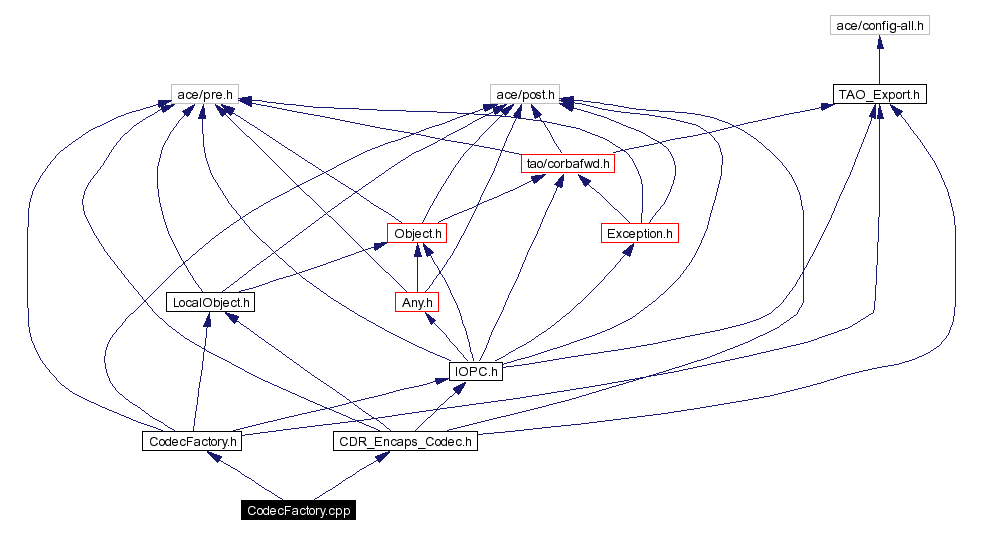 ace/config-all.h
ace/pre.h
ace/post.h
TAO_Export.h
tao/corbafwd.h
Object.h
Exception.h
LocalObject.h
Any.h
IOPC.h
CodecFactory.h
CDR_Encaps_Codec.h
CodecFactory.cpp